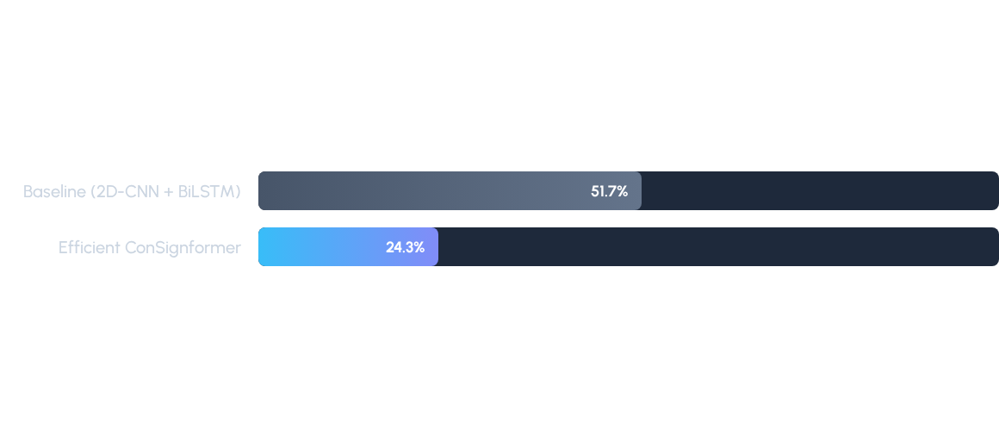 Baseline (2D-CNN + BiLSTM) 51.7%
Efficient ConSignformer 24.3%